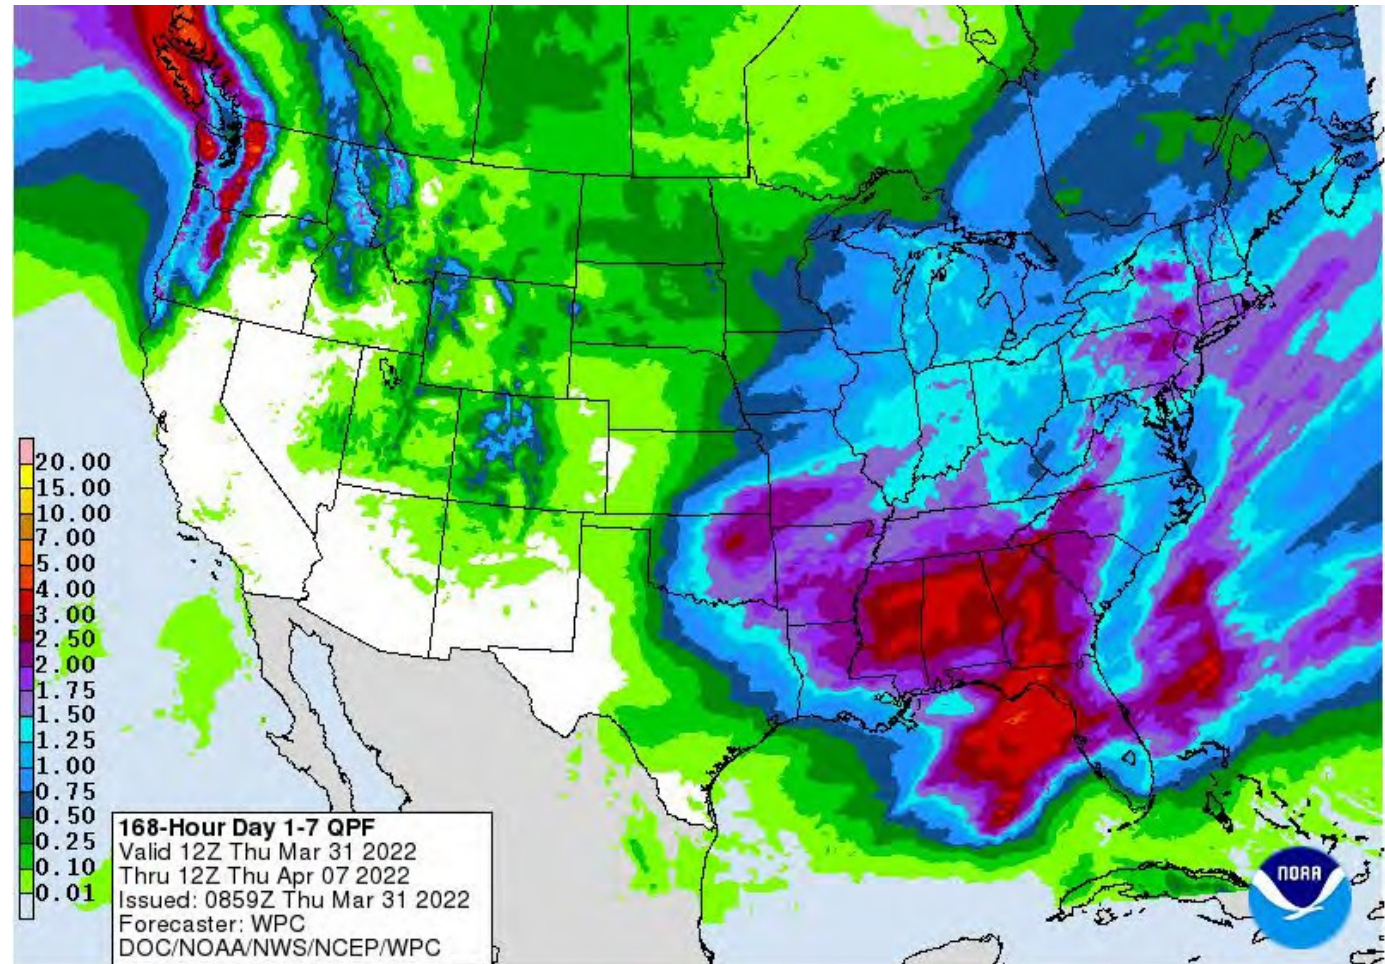 20.00
15.00
10.00
7.00
5.00
4.00
3.00
2.50
2.00
1.75
1.50
1.25
1.00
0.75
0.50
0.25
0.10
0.01
168-Hour Day 1-7 QPF
Valid 12Z Thu Mar 31 2022
Thru 12Z Thu Apr 07 2022
Issued: 0859Z Thu Mar 31 2022
Forecaster: WPC
DOC/NOAA/NWS/NCEP/WPC
NOAA